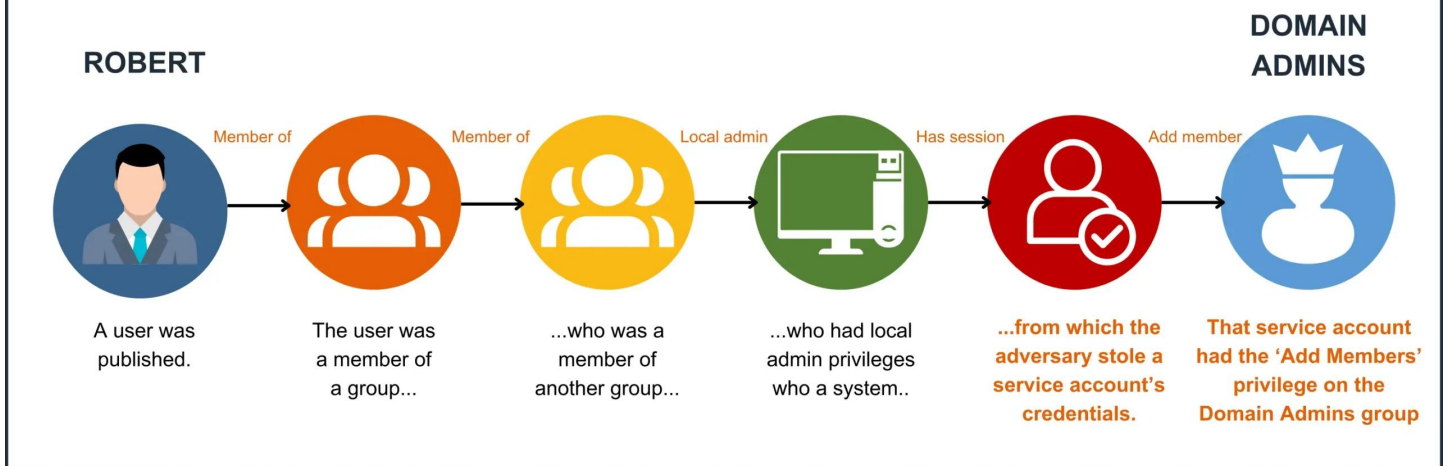 ROBERT
DOMAIN
ADMINS
Member of
Member of
Local admin
Has session
Add member
A user was
published.
The user was
a member of
a group...
...who was a
member of
another group...
...who had local
admin privileges
who a system..
...from which the
adversary stole a
service account's
credentials.
That service account
had the ‘Add Members’
privilege on the
Domain Admins group